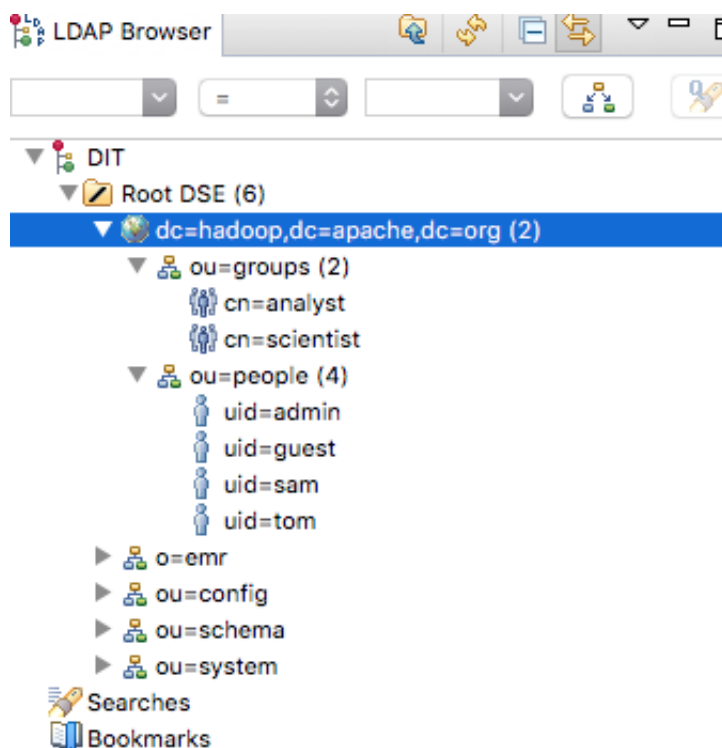 LDAP Browser
=
DIT
Root DSE (6)
dc=hadoop,dc=apache,dc=org (2)
ou=groups (2)
cn=analyst
cn=scientist
ou=people (4)
uid=admin
uid=guest
uid=sam
uid=tom
o=emr
ou=config
ou=schema
ou=system
Searches
Bookmarks